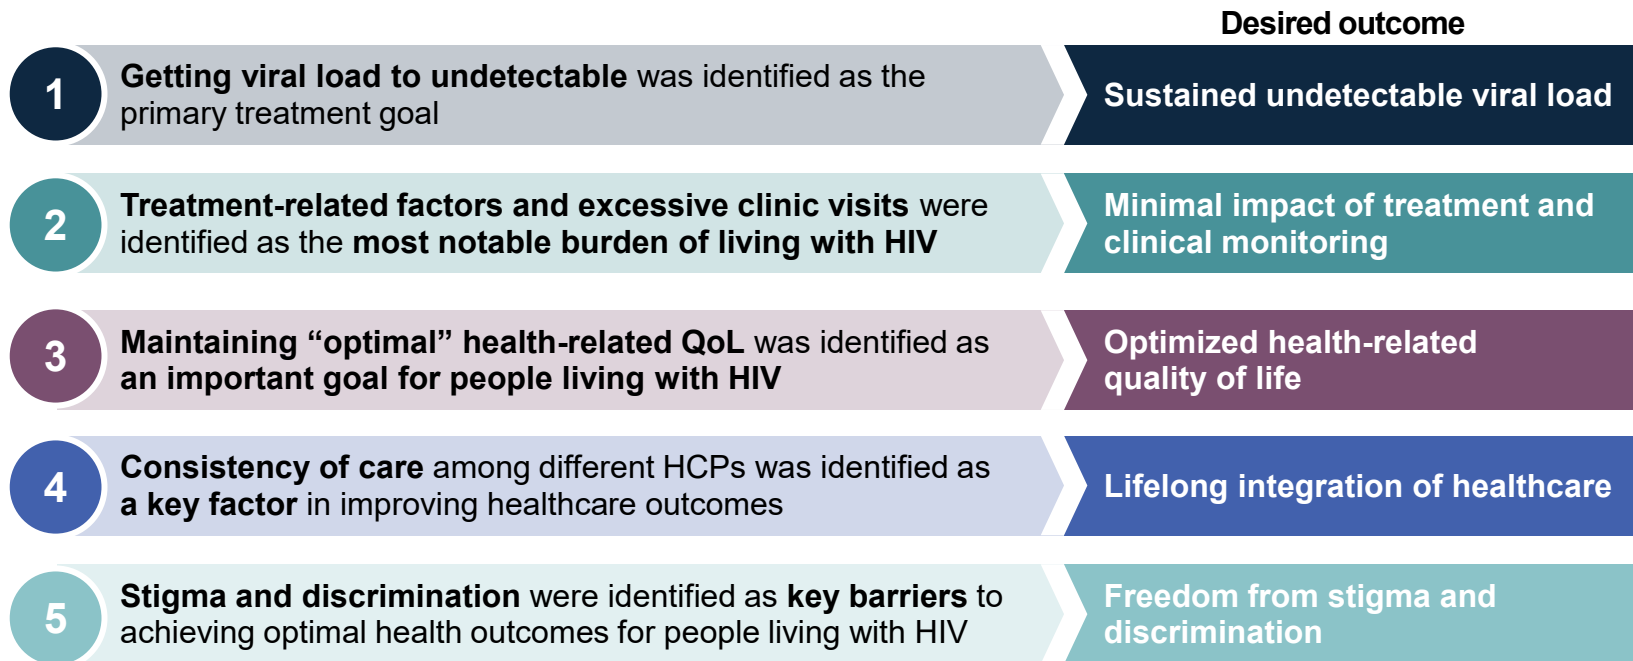 Desired outcome
1
Getting viral load to undetectable was identified as the
primary treatment goal
Sustained undetectable viral load
2
Treatment-related factors and excessive clinic visits were
identified as the most notable burden of living with HIV
Minimal impact of treatment and
clinical monitoring
3
Maintaining “optimal” health-related QoL was identified as
an important goal for people living with HIV
Optimized health-related
quality of life
4
Consistency of care among different HCPs was identified as
a key factor in improving healthcare outcomes
Lifelong integration of healthcare
5
Stigma and discrimination were identified as key barriers to
achieving optimal health outcomes for people living with HIV
Freedom from stigma and
discrimination